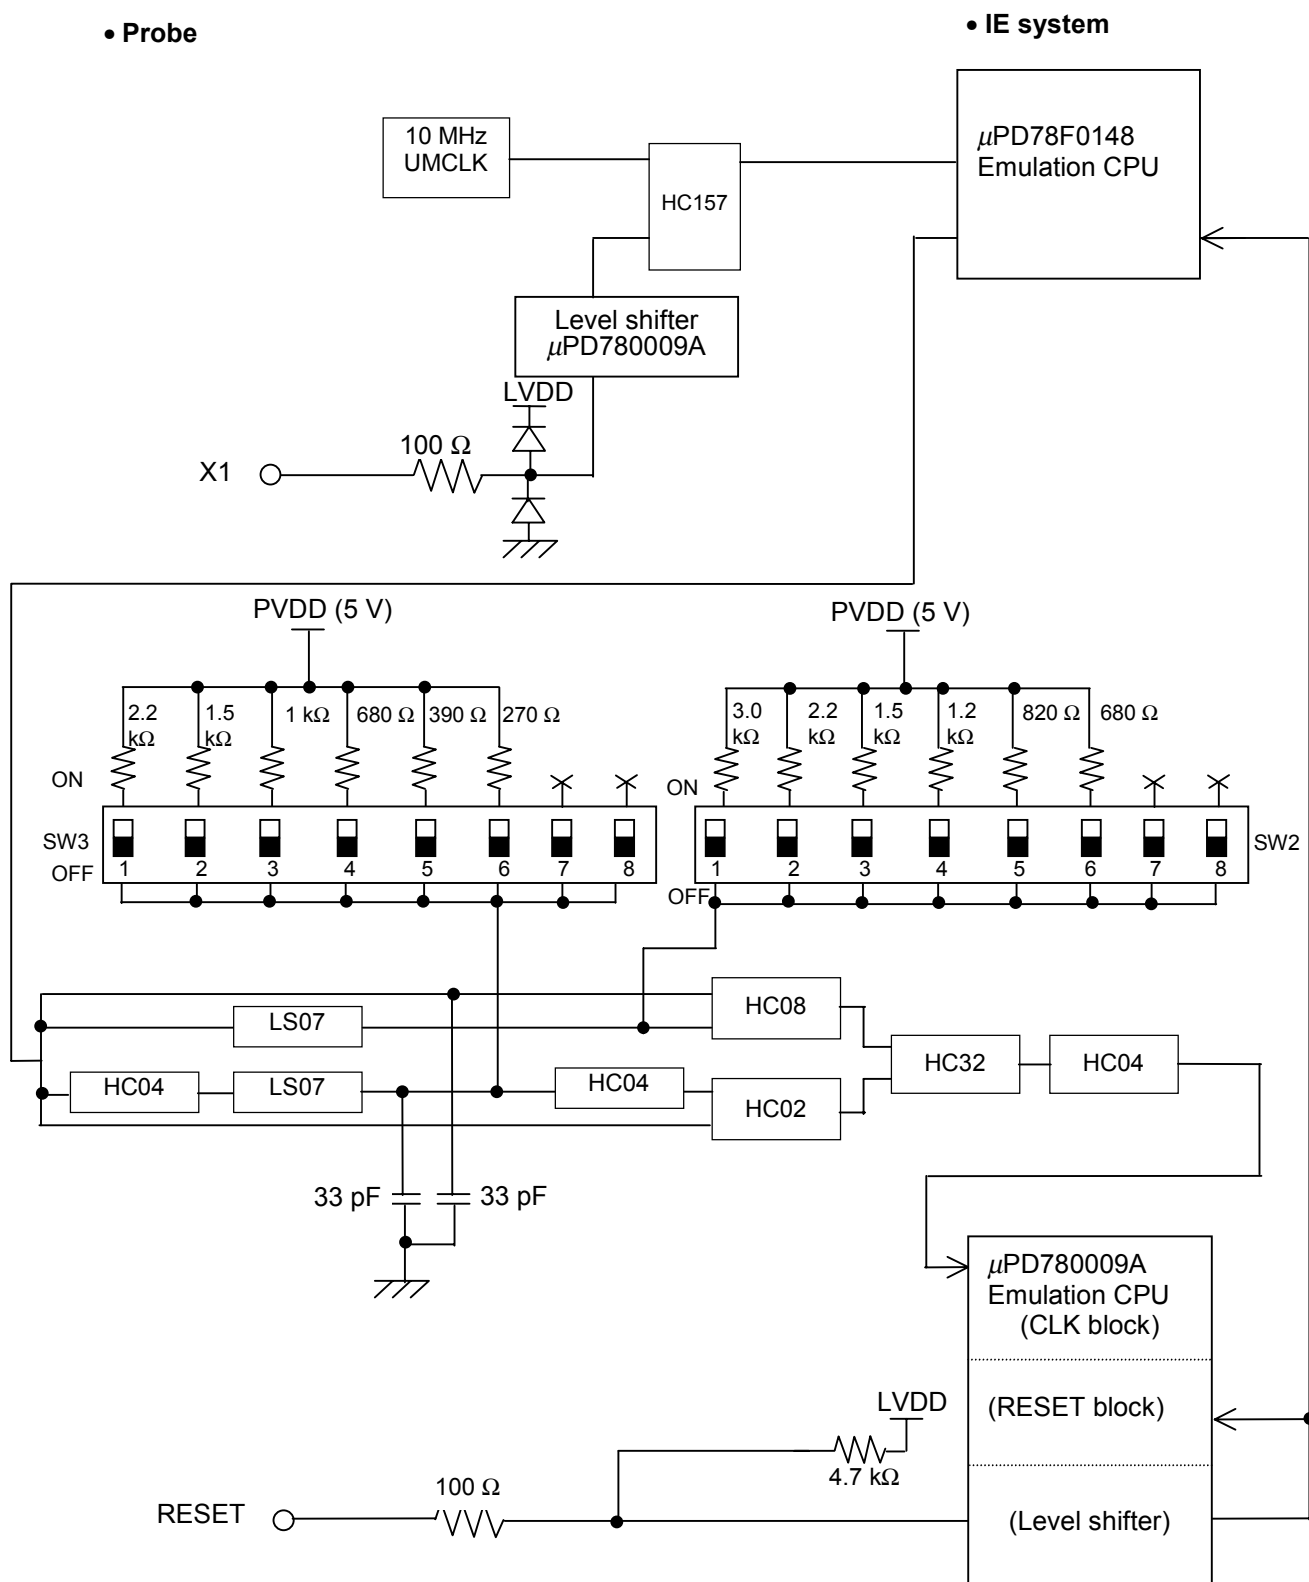 • Probe
• IE system
10 MHz
UMCLK
HC157
μPD78F0148
Emulation CPU
Level shifter
μPD780009A
LVDD
100 Ω
X1
PVDD (5 V)
PVDD (5 V)
2.2
kΩ
1.5
kΩ
1 kΩ
680 Ω
390 Ω
270 Ω
3.0
kΩ
2.2
kΩ
1.5
kΩ
1.2
kΩ
820 Ω
680 Ω
ON
ON
SW3
OFF
1 2 3 4 5 6 7 8
1 2 3 4 5 6 7 8
SW2
OFF
LS07
HC08
HC04
LS07
HC04
HC02
HC32
HC04
33 pF
33 pF
μPD780009A
Emulation CPU
(CLK block)
(RESET block)
(Level shifter)
LVDD
4.7 kΩ
100 Ω
RESET